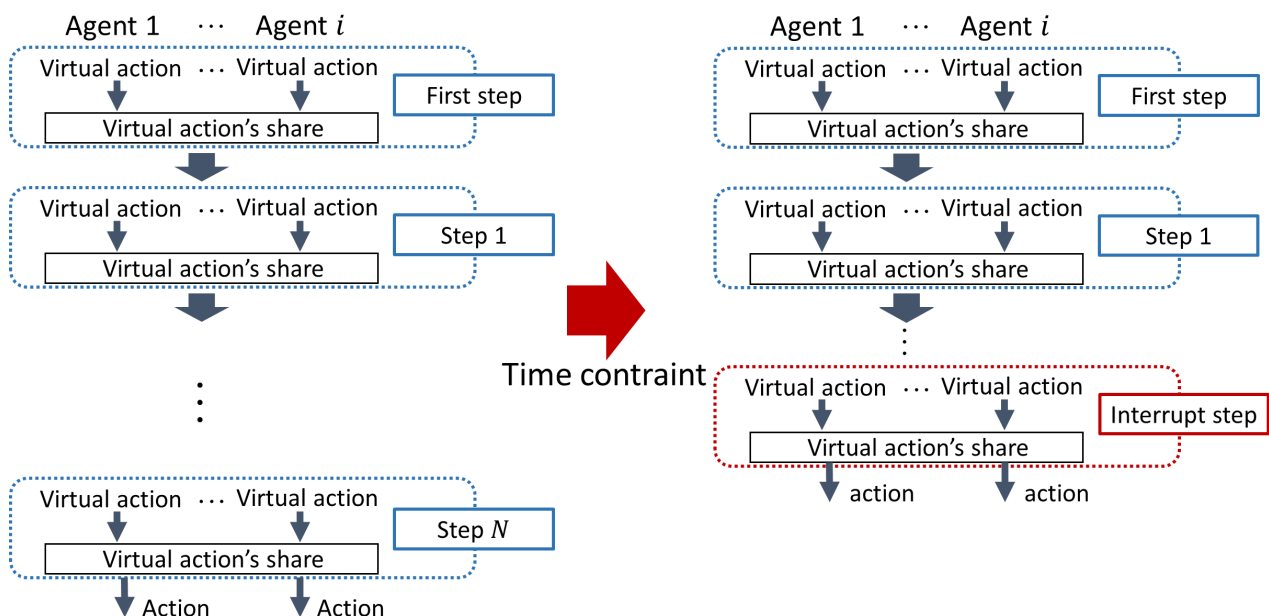 Agent 1 ⋯ Agent i
Virtual action ⋯ Virtual action
First step
Virtual action's share
Virtual action ⋯ Virtual action
Step 1
Virtual action's share
⋮
Virtual action ⋯ Virtual action
Step N
Virtual action's share
Action Action
Time contraint
Agent 1 ⋯ Agent i
Virtual action ⋯ Virtual action
First step
Virtual action's share
Virtual action ⋯ Virtual action
Step 1
Virtual action's share
⋮
Virtual action ⋯ Virtual action
Interrupt step
Virtual action's share
action action